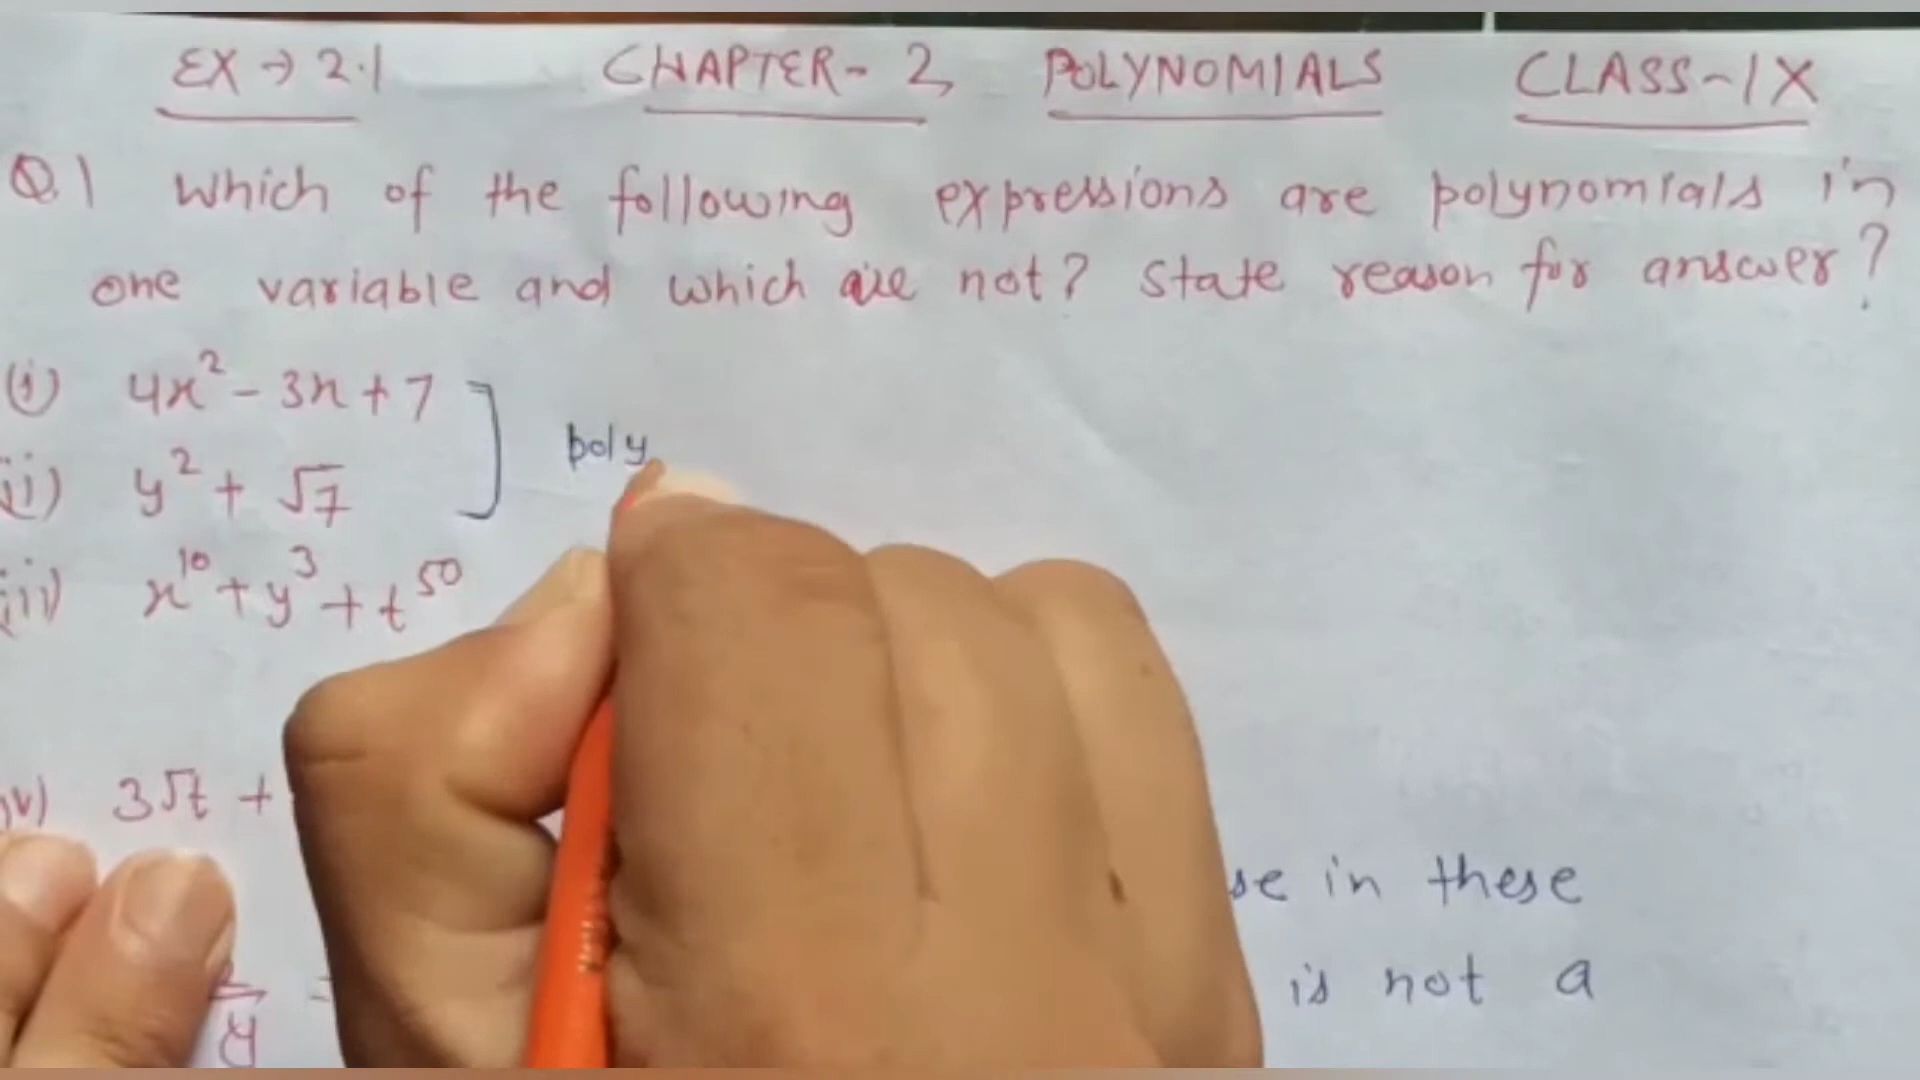 EX → 2.1 CHAPTER-2 POLYNOMIALS CLASS-IX
Q.1 Which of the following expressions are polynomials in
one variable and which are not? State reason for answer?
(i) 4x² - 3x + 7
(ii) y² + √7
poly
(iii) x¹⁰ + y³ + t⁵⁰
iv) 3√t +
in these
is not a